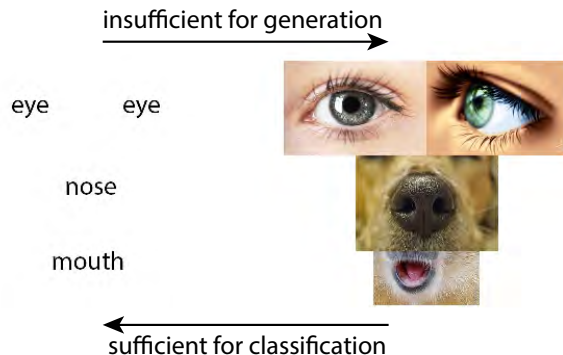 insufficient for generation
eye eye
nose
mouth
sufficient for classification